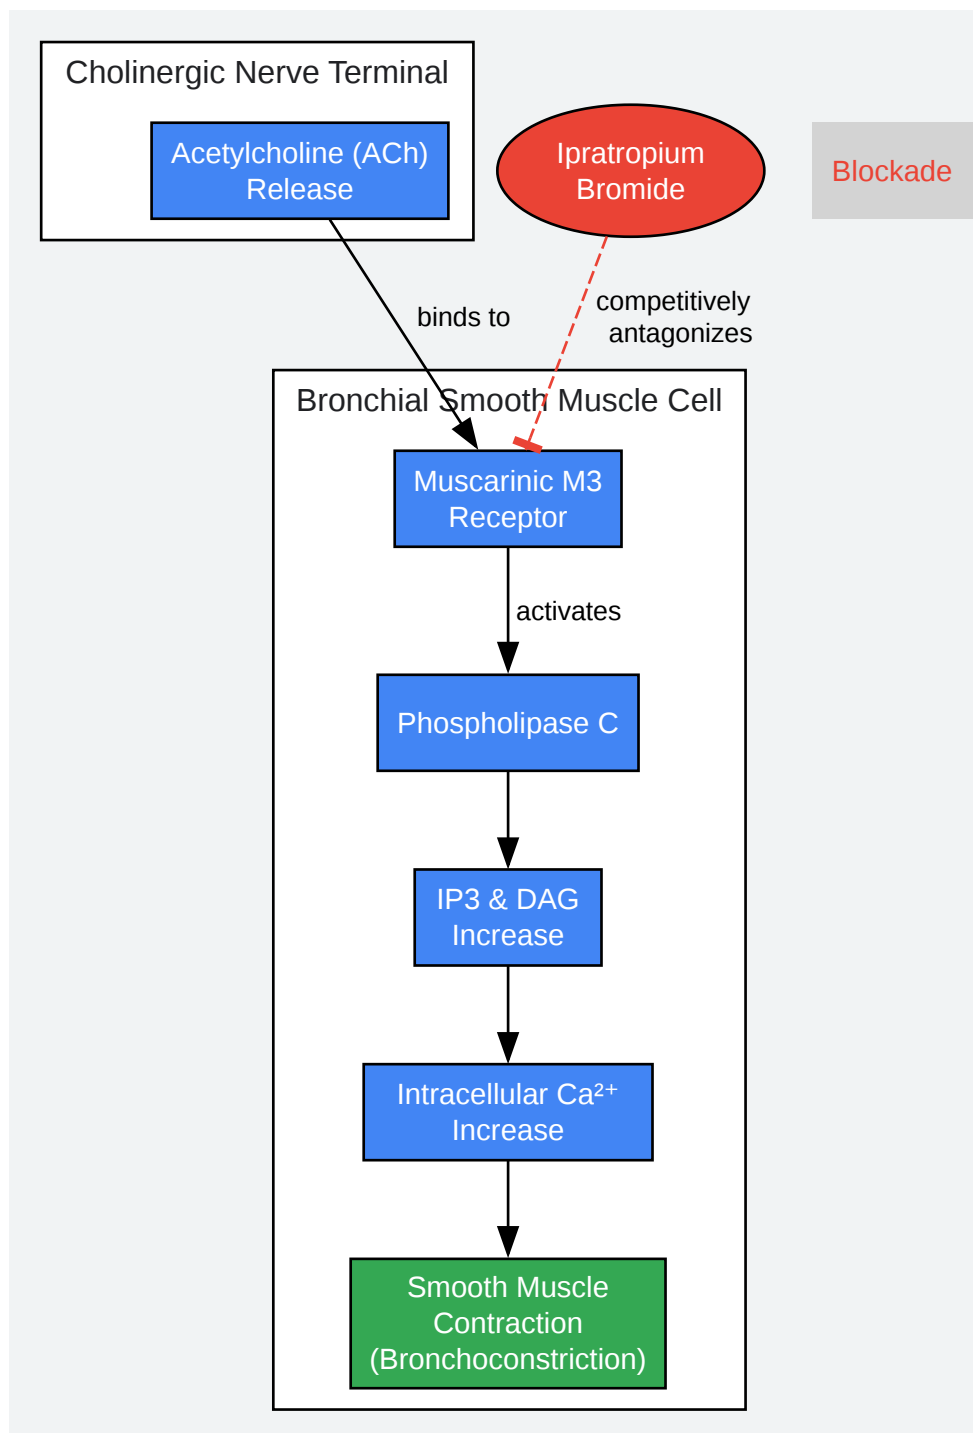 Cholinergic Nerve Terminal
Acetylcholine (ACh)
Release
Ipratropium
Bromide
Blockade
binds to
competitively
antagonizes
Bronchial Smooth Muscle Cell
Muscarinic M3
Receptor
activates
Phospholipase C
IP3 & DAG
Increase
Intracellular Ca²⁺
Increase
Smooth Muscle
Contraction
(Bronchoconstriction)